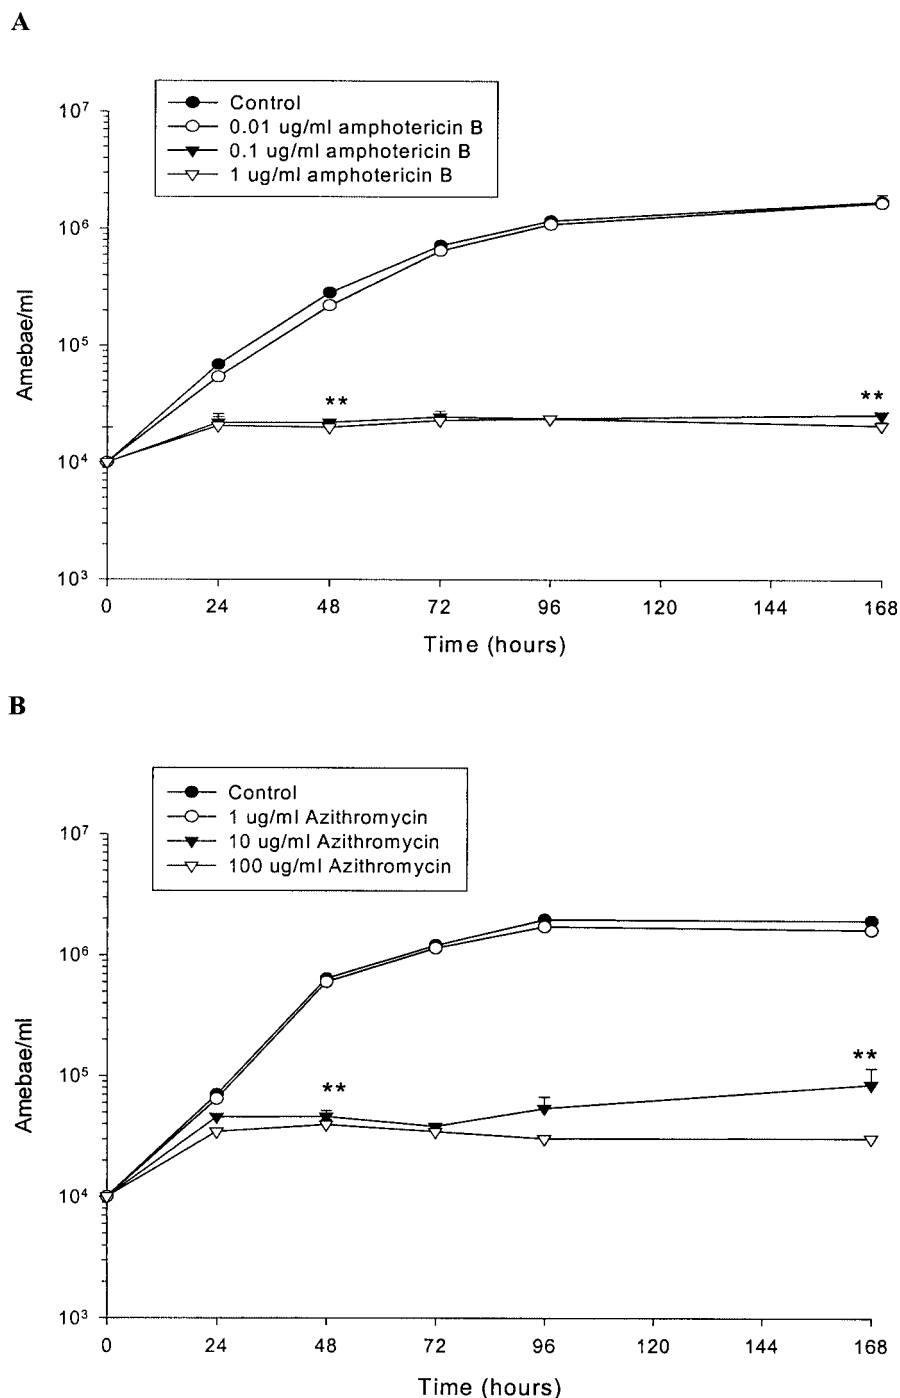 A
Control
0.01 ug/ml amphotericin B
0.1 ug/ml amphotericin B
1 ug/ml amphotericin B
10⁷
10⁶
10⁵
10⁴
10³
Amebae/ml
**
**
0 24 48 72 96 120 144 168
Time (hours)
B
Control
1 ug/ml Azithromycin
10 ug/ml Azithromycin
100 ug/ml Azithromycin
10⁷
10⁶
10⁵
10⁴
10³
Amebae/ml
**
**
0 24 48 72 96 120 144 168
Time (hours)